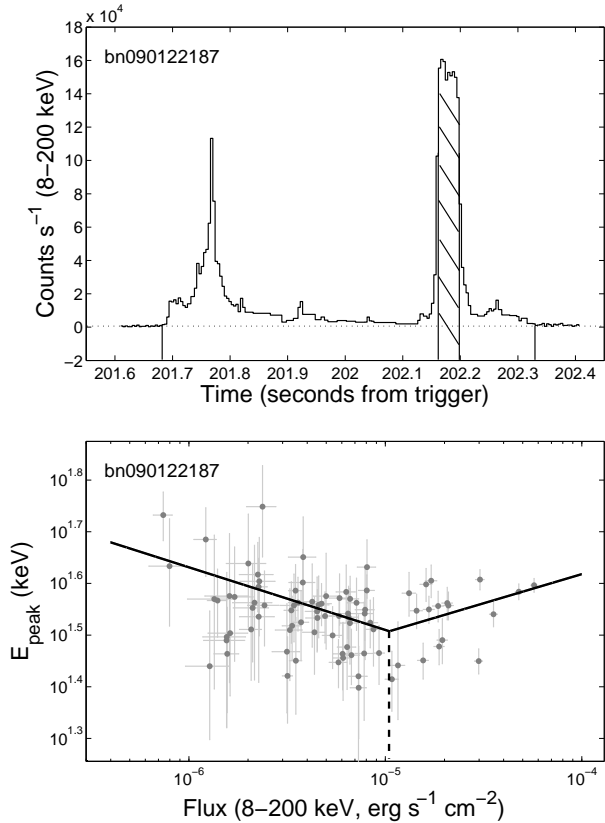 x 10⁴
bn090122187
18
16
14
12
10
8
6
4
2
0
−2
Counts s⁻¹ (8−200 keV)
201.6 201.7 201.8 201.9 202 202.1 202.2 202.3 202.4
Time (seconds from trigger)
bn090122187
10^1.8
10^1.7
10^1.6
10^1.5
10^1.4
10^1.3
E_peak (keV)
10⁻⁶ 10⁻⁵ 10⁻⁴
Flux (8−200 keV, erg s⁻¹ cm⁻²)